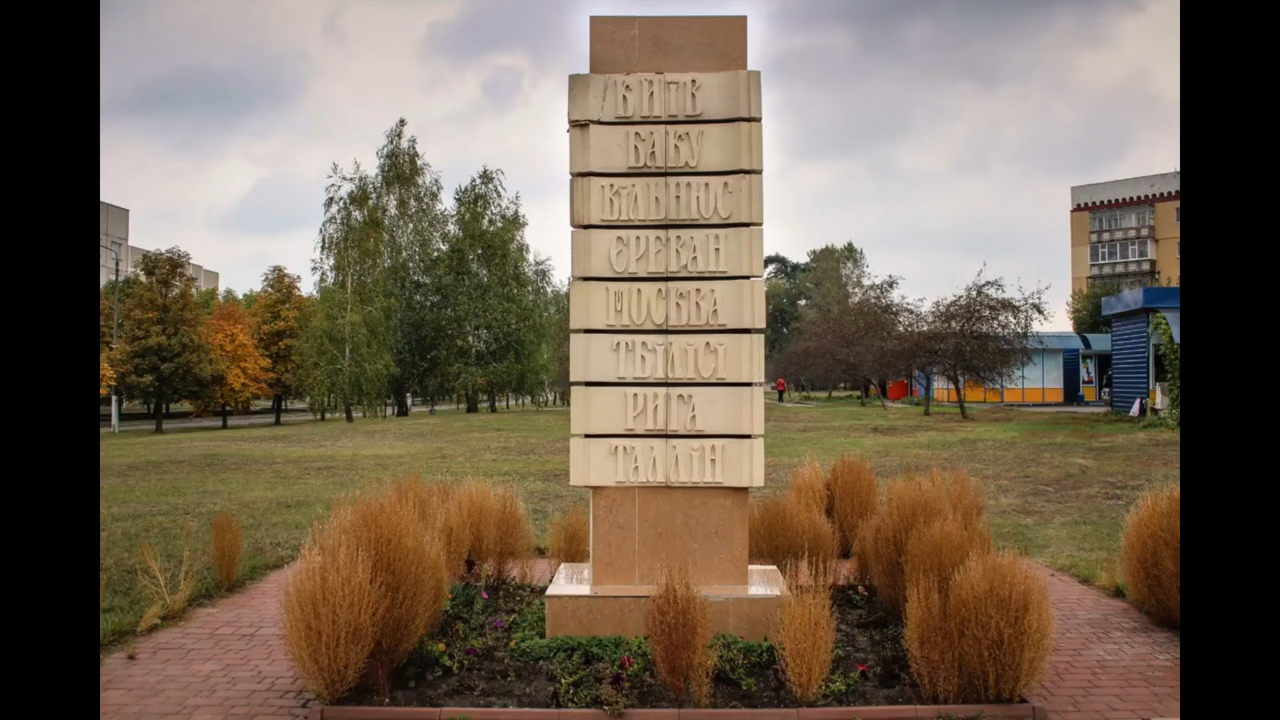 КИЇВ
БАКУ
ВІЛЬНЮС
ЄРЕВАН
МОСКВА
ТБІЛІСІ
РИГА
ТАЛЛІН